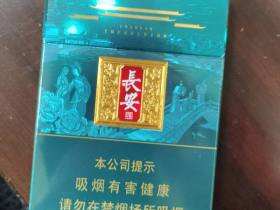 長安
本公司提示
吸烟有害健康
请勿在禁烟场所吸烟